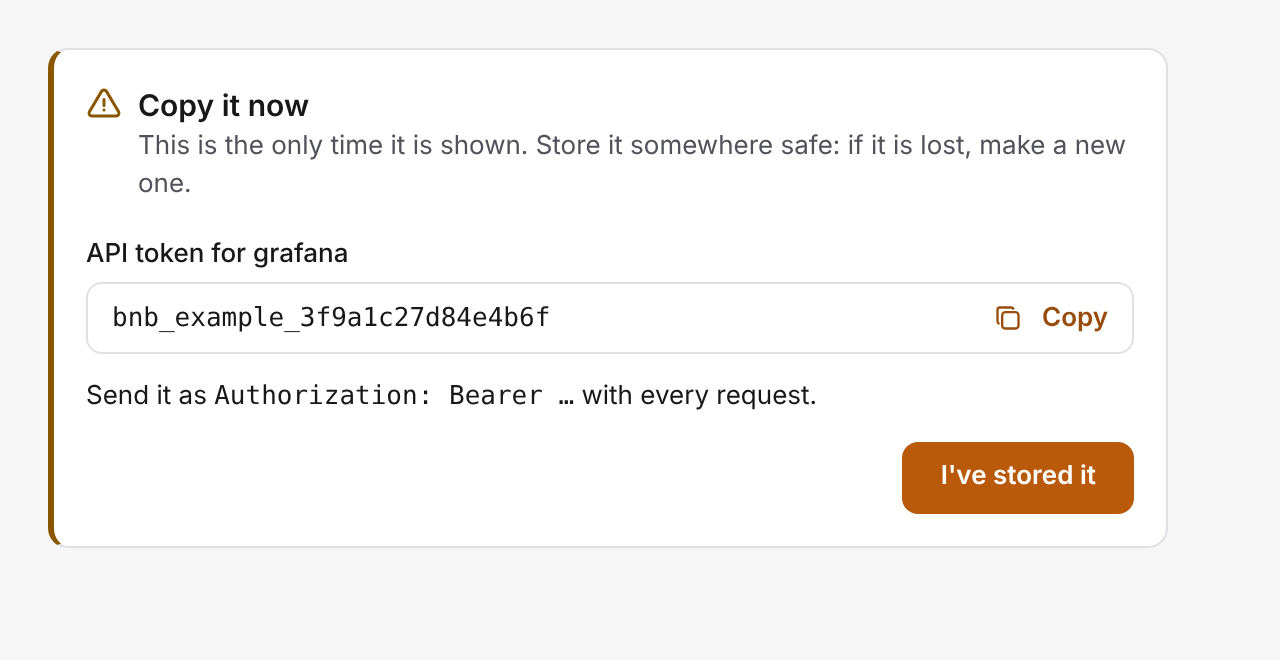 Copy it now
This is the only time it is shown. Store it somewhere safe: if it is lost, make a new
one.
API token for grafana
bnb_example_3f9a1c27d84e4b6f
Copy
Send it as Authorization: Bearer … with every request.
I've stored it